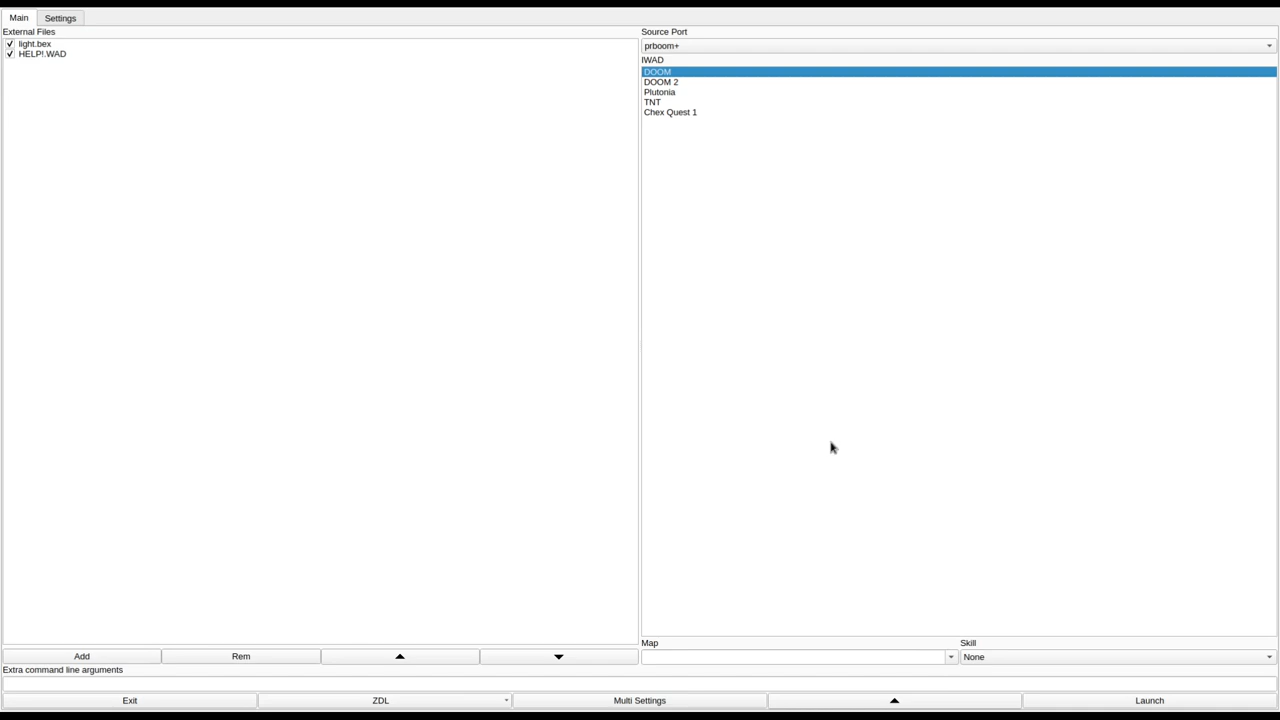 Main
Settings
External Files
light.bex
HELP!.WAD
Source Port
prboom+
IWAD
DOOM
DOOM 2
Plutonia
TNT
Chex Quest 1
Map
Skill
None
Add
Rem
Extra command line arguments
Exit
ZDL
Multi Settings
Launch